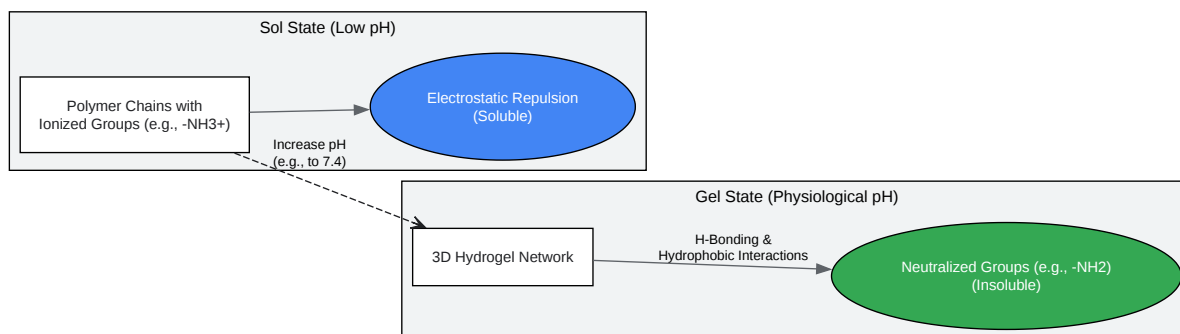 Sol State (Low pH)
Polymer Chains with
Ionized Groups (e.g., -NH3+)
Electrostatic Repulsion
(Soluble)
Increase pH
(e.g., to 7.4)
Gel State (Physiological pH)
3D Hydrogel Network
H-Bonding &
Hydrophobic Interactions
Neutralized Groups (e.g., -NH2)
(Insoluble)